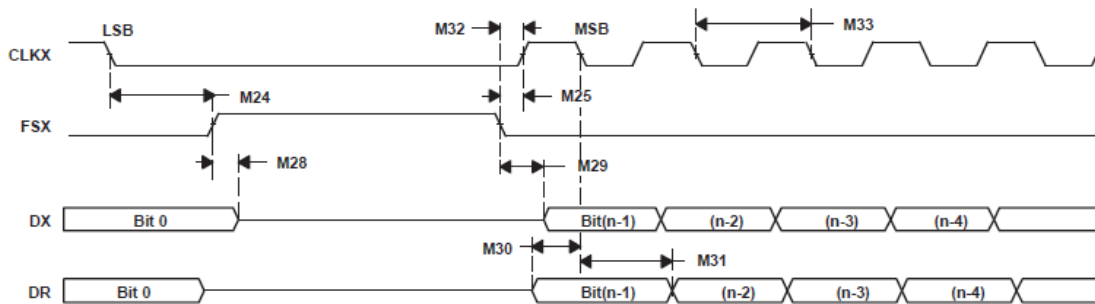 LSB M32 MSB M33
CLKX
M24 M25
FSX
M28 M29
DX Bit 0 Bit(n-1) (n-2) (n-3) (n-4)
M30 M31
DR Bit 0 Bit(n-1) (n-2) (n-3) (n-4)